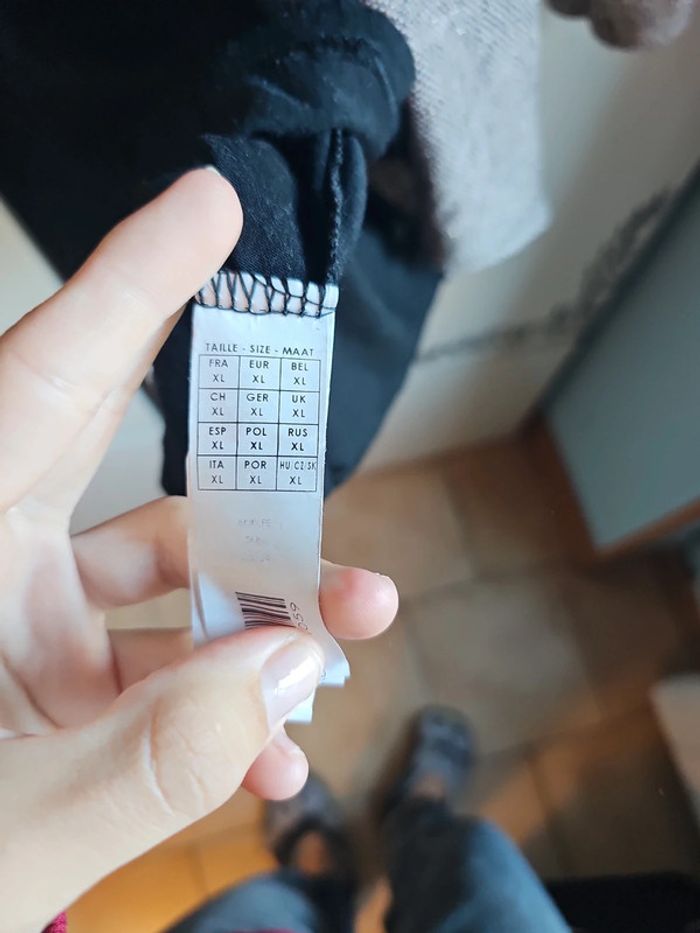 TAILLE - SIZE - MAAT
FRA EUR BEL
XL XL XL
CH GER UK
XL XL XL
ESP POL RUS
XL XL XL
ITA POR HU/CZ/SK
XL XL XL
059